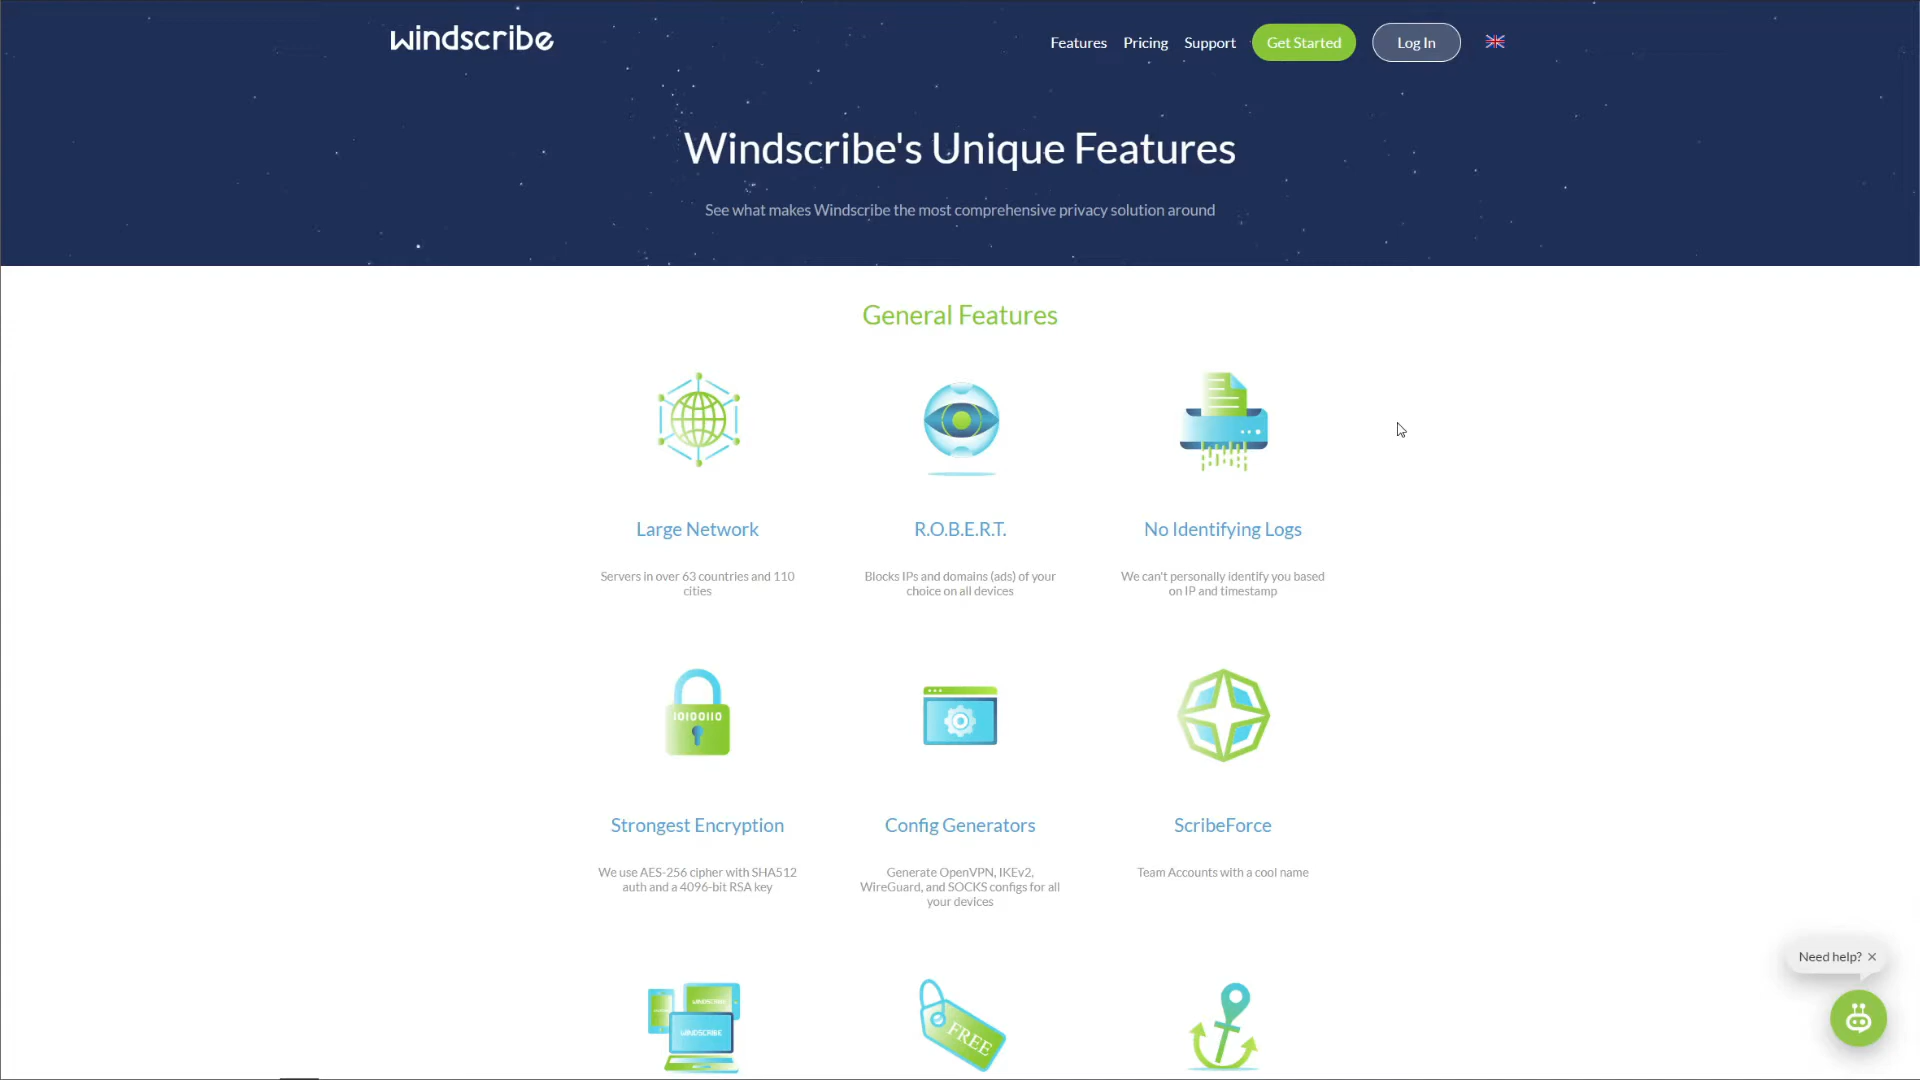 windscribe
Features Pricing Support Get Started Log In
Windscribe's Unique Features
See what makes Windscribe the most comprehensive privacy solution around
General Features
Large Network
Servers in over 63 countries and 110
cities
R.O.B.E.R.T.
Blocks IPs and domains (ads) of your
choice on all devices
No Identifying Logs
We can't personally identify you based
on IP and timestamp
10100110
Strongest Encryption
We use AES-256 cipher with SHA512
auth and a 4096-bit RSA key
Config Generators
Generate OpenVPN, IKEv2,
WireGuard, and SOCKS configs for all
your devices
ScribeForce
Team Accounts with a cool name
WINDSCRIBE
WINDSCRIBE
FREE
Need help?